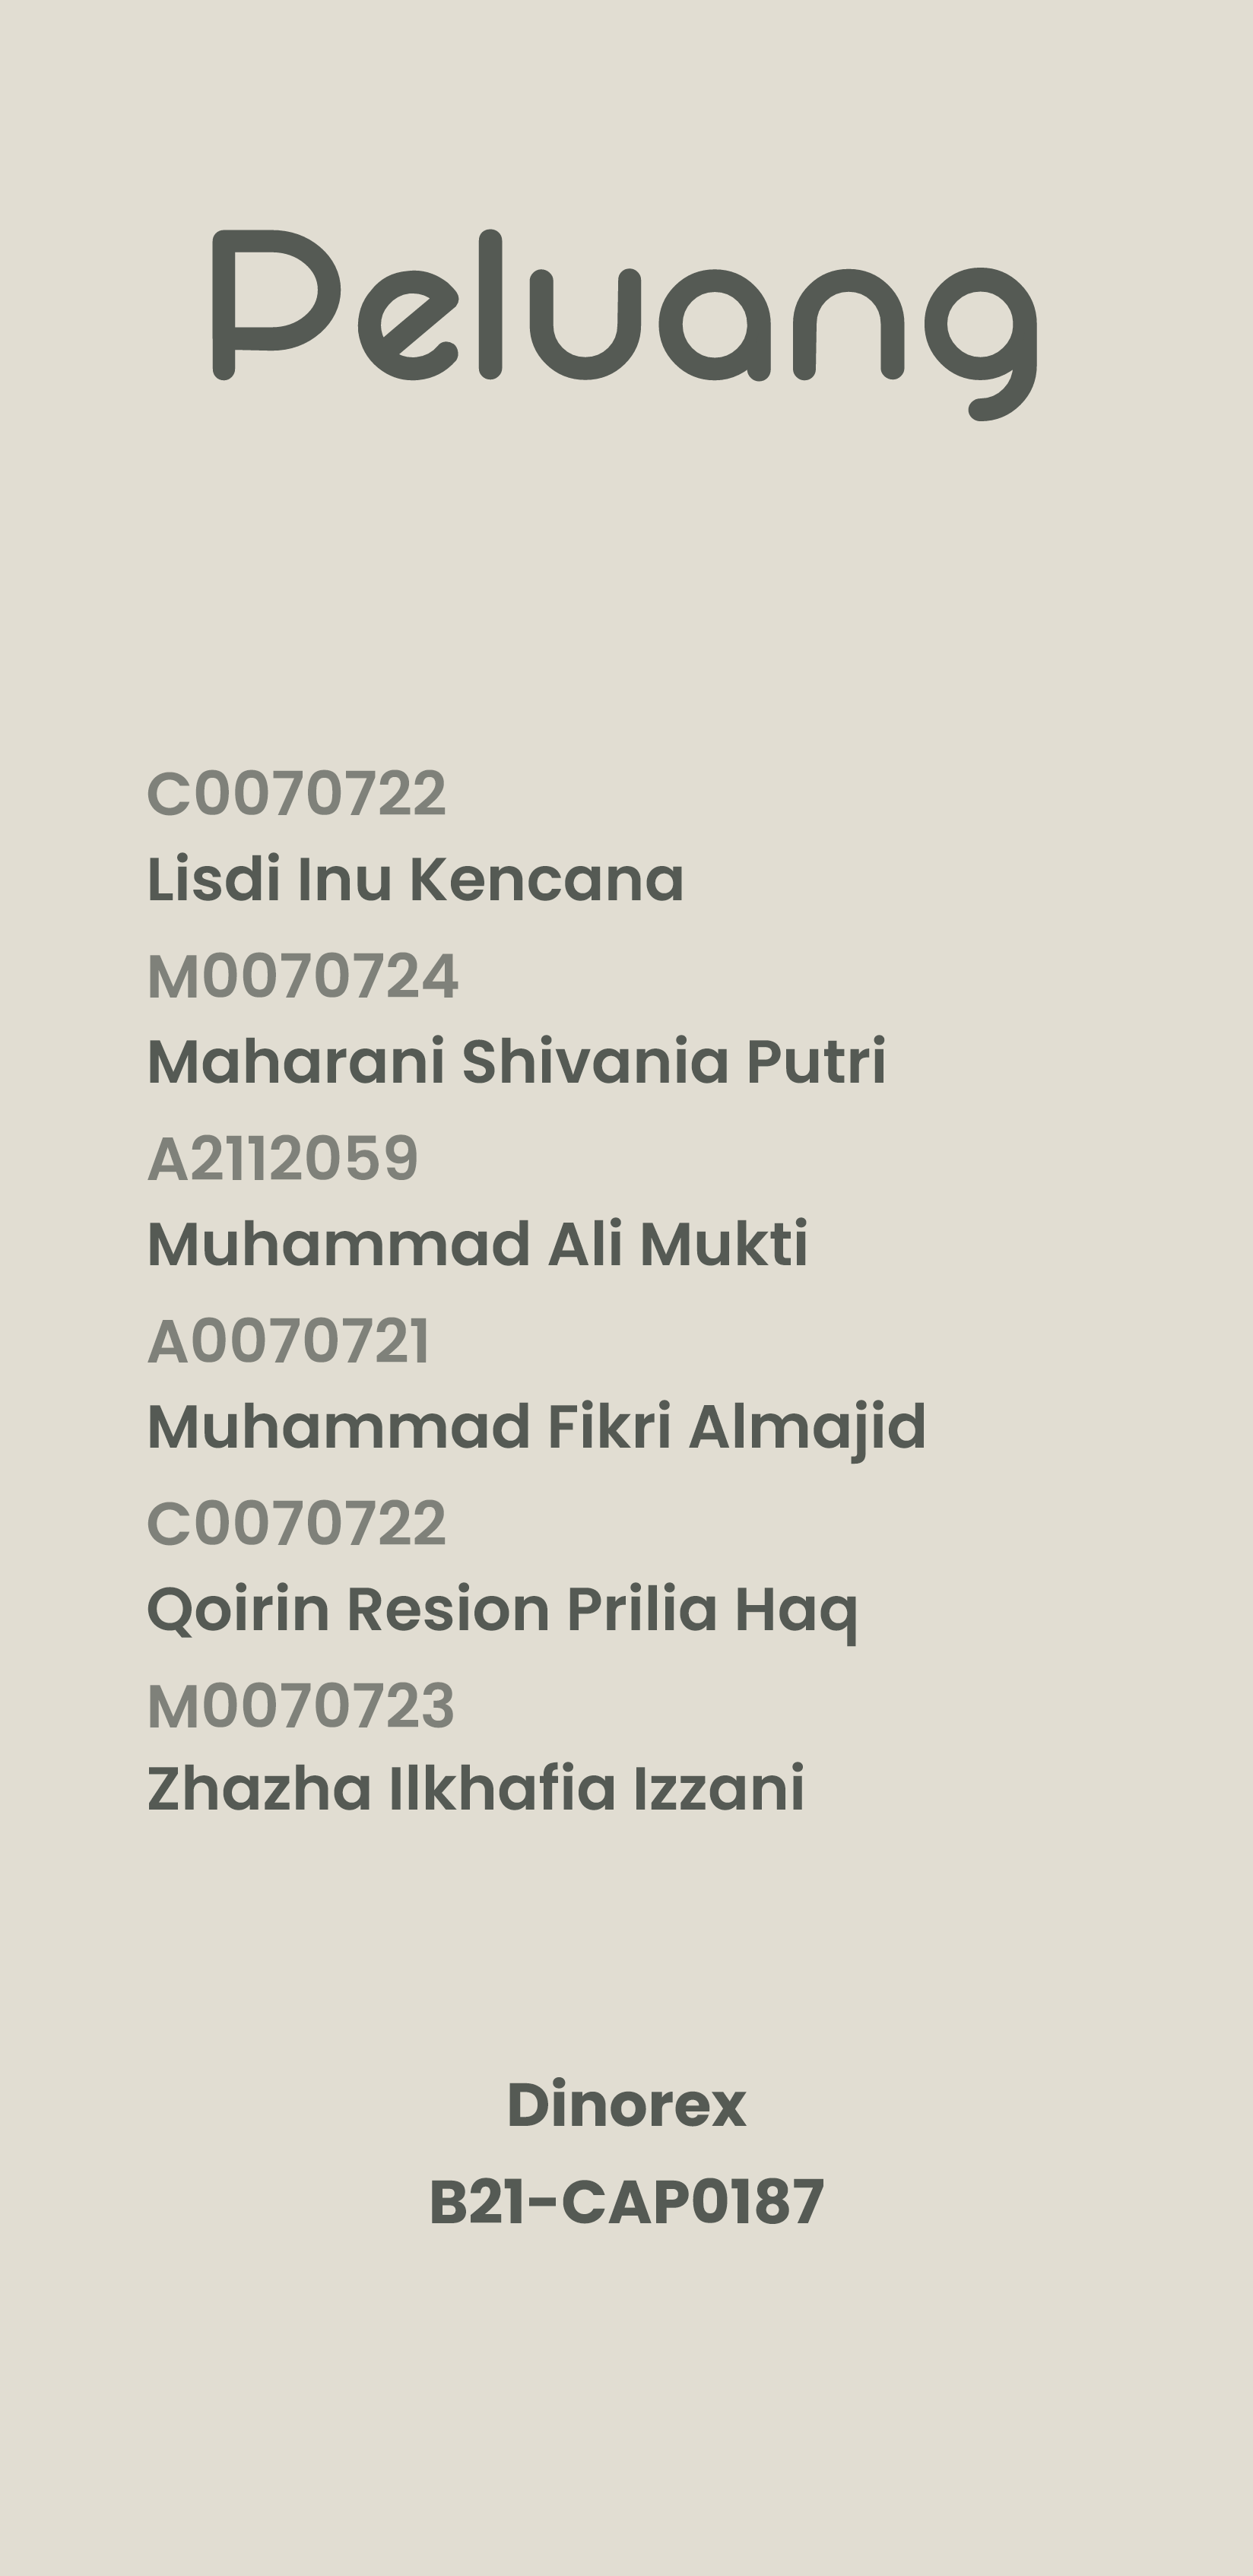 Peluang
C0070722
Lisdi Inu Kencana
M0070724
Maharani Shivania Putri
A2112059
Muhammad Ali Mukti
A0070721
Muhammad Fikri Almajid
C0070722
Qoirin Resion Prilia Haq
M0070723
Zhazha Ilkhafia Izzani
Dinorex
B21-CAP0187